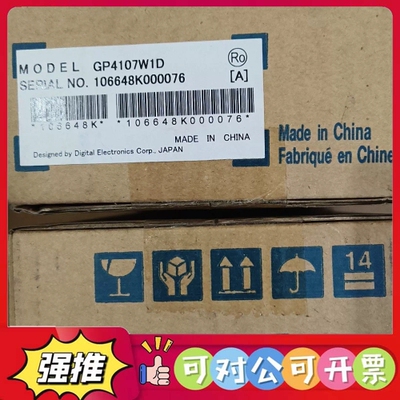 MODEL GP4107W1D
SERIAL NO. 106648K000076
Ro
[A]
*106648K* *106648K000076*
MADE IN CHINA
Designed by Digital Electronics Corp., JAPAN
Made in China
Fabriqué en Chine
14
强推
可对公可开票